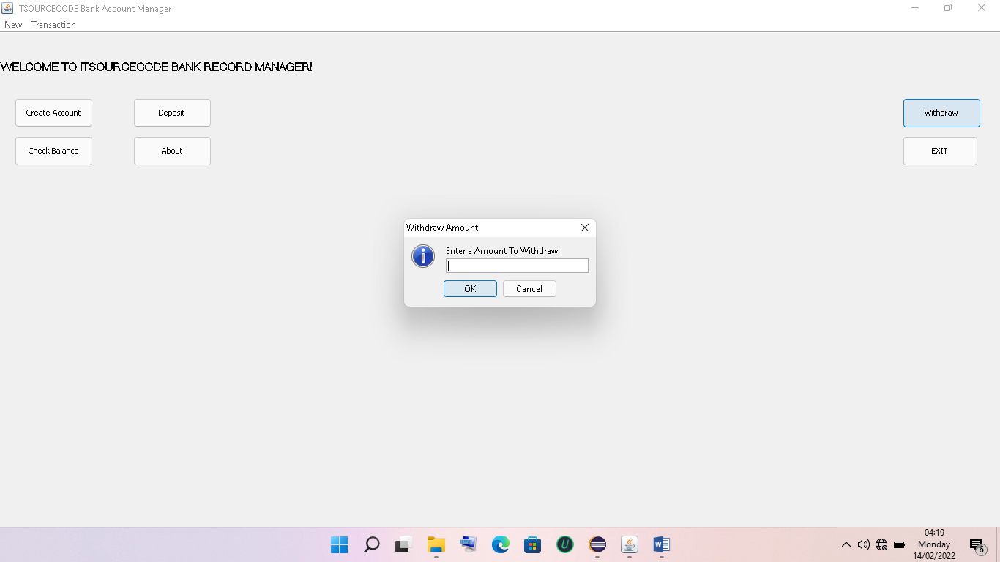 ITSOURCECODE Bank Account Manager
New Transaction
WELCOME TO ITSOURCECODE BANK RECORD MANAGER!
Create Account Deposit Withdraw
Check Balance About EXIT
Withdraw Amount
Enter a Amount To Withdraw:
OK Cancel
04:19
Monday
14/02/2022
6